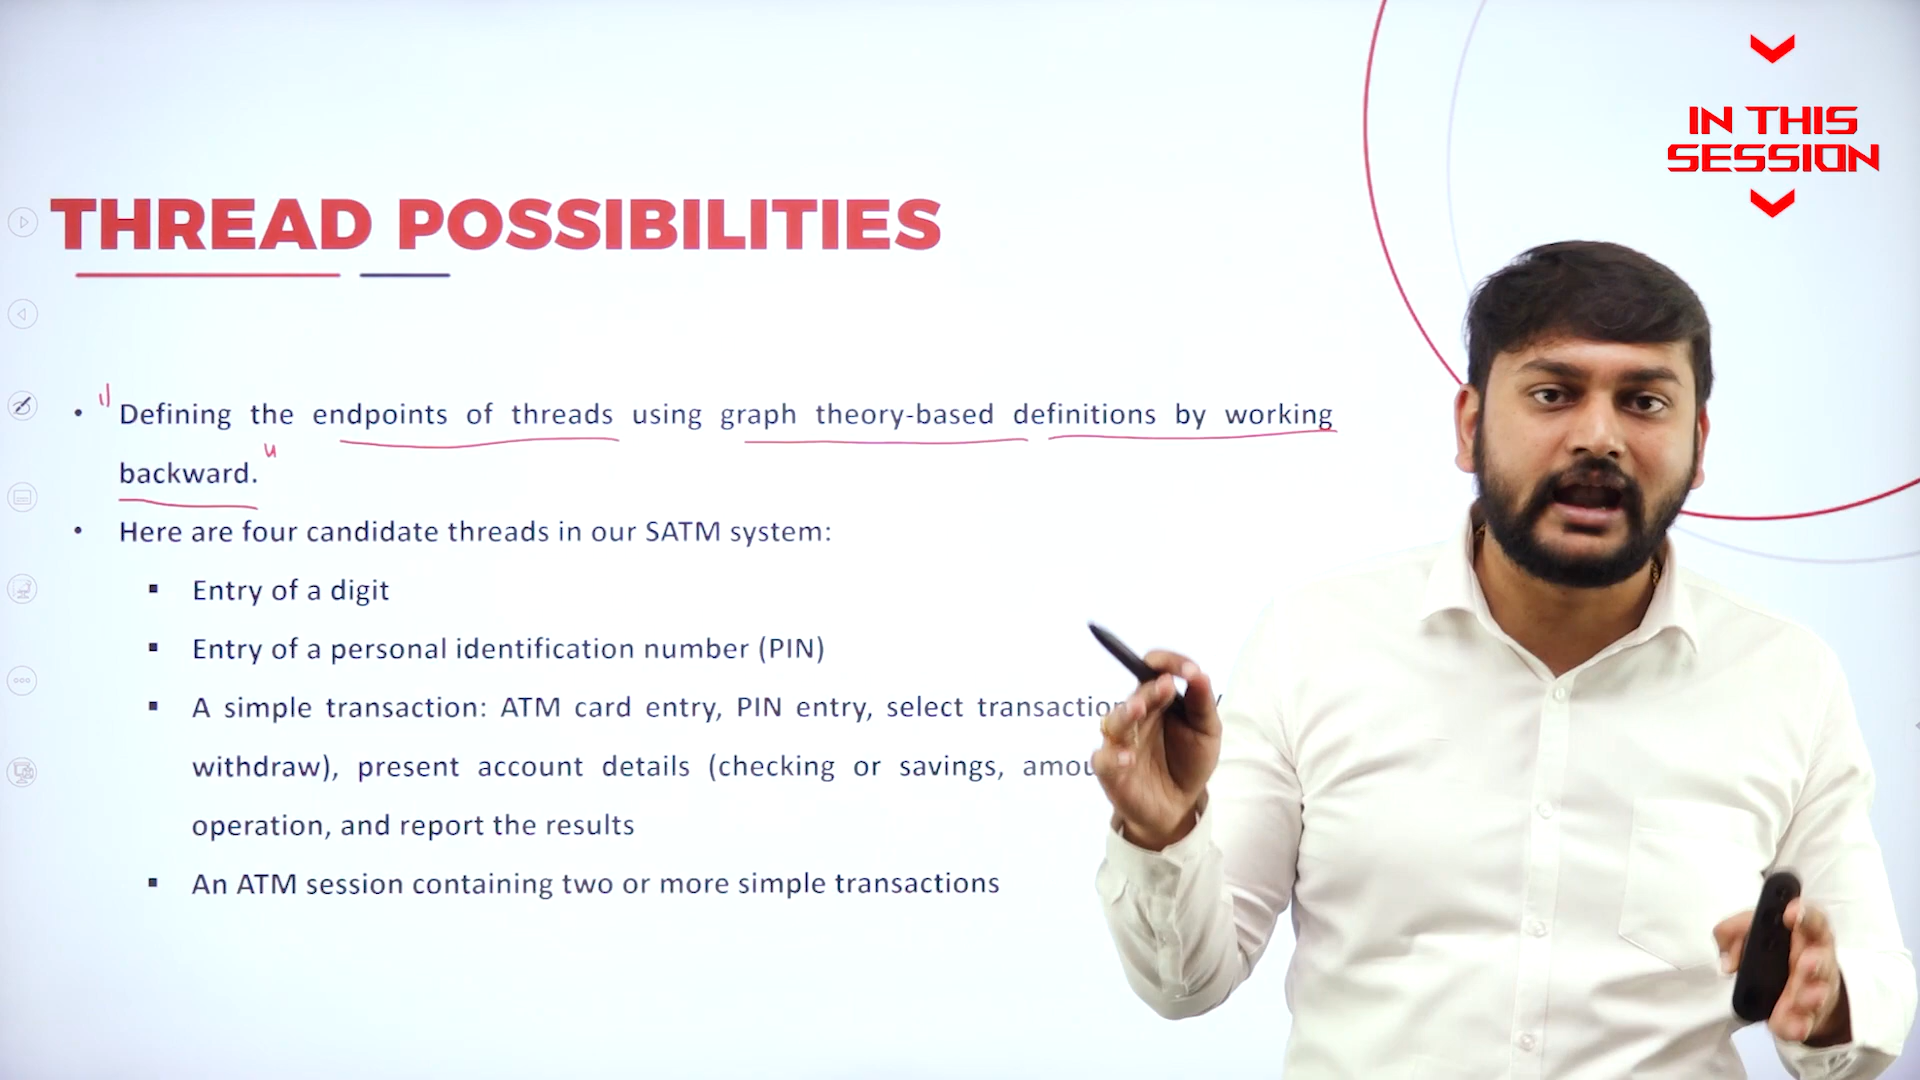 IN THIS
SESSION
THREAD POSSIBILITIES
• Defining the endpoints of threads using graph theory-based definitions by working
backward.
• Here are four candidate threads in our SATM system:
▪ Entry of a digit
▪ Entry of a personal identification number (PIN)
▪ A simple transaction: ATM card entry, PIN entry, select
withdraw), present account details (checking or savings,
operation, and report the results
▪ An ATM session containing two or more simple transactions